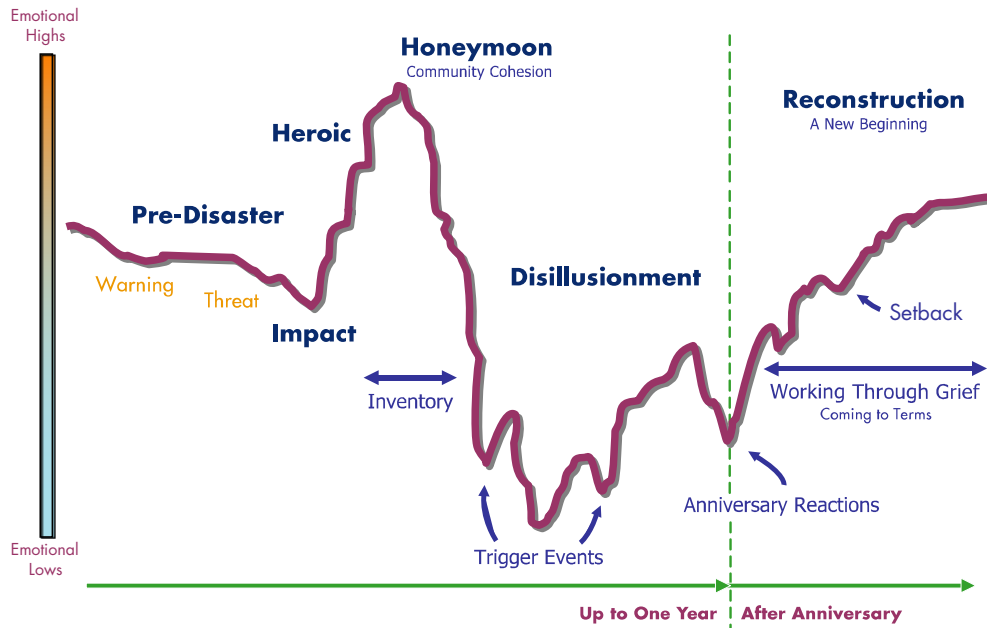 Emotional
Highs
Honeymoon
Community Cohesion
Reconstruction
A New Beginning
Heroic
Pre-Disaster
Warning
Threat
Impact
Disillusionment
Setback
Inventory
Working Through Grief
Coming to Terms
Anniversary Reactions
Trigger Events
Emotional
Lows
Up to One Year
After Anniversary